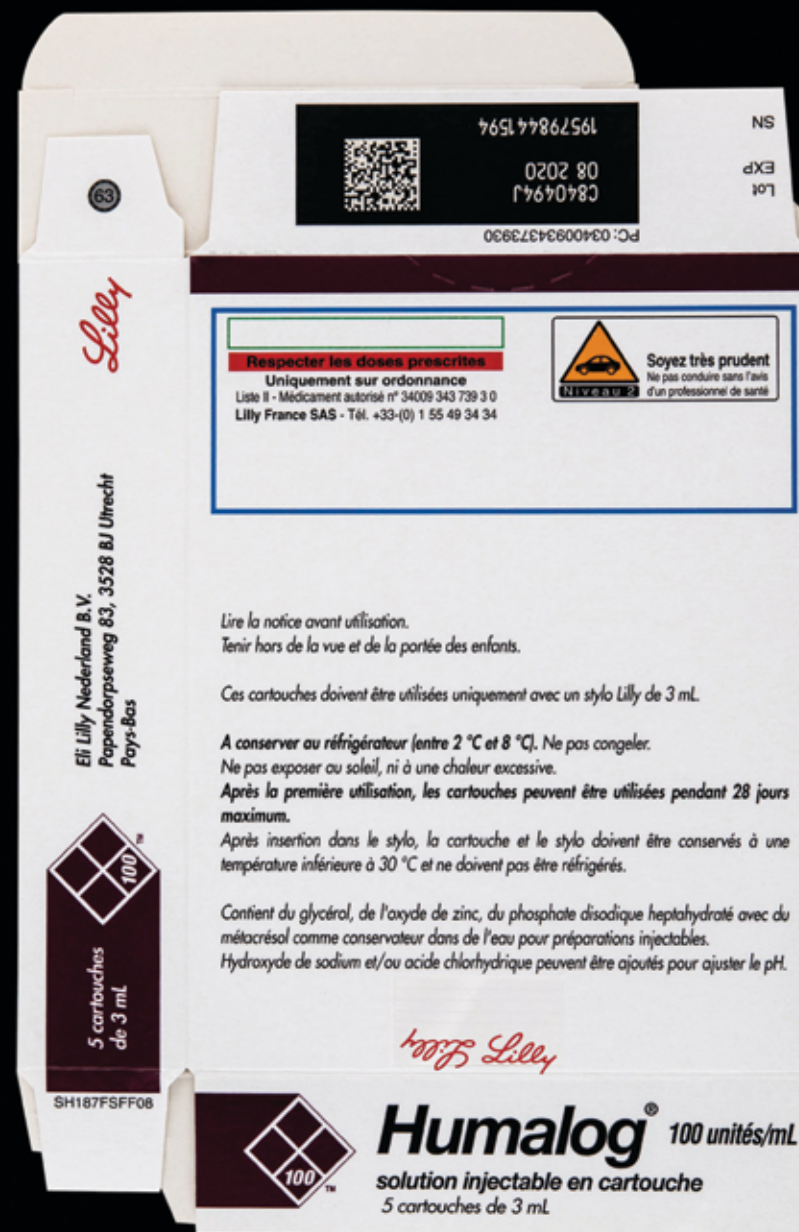 SN
195798441594
EXP
08 2020
Lot
C840494J
PC: 03400934373930
63
Lilly
Respecter les doses prescrites
Uniquement sur ordonnance
Liste II - Médicament autorisé n° 34009 343 739 3 0
Lilly France SAS - Tél. +33-(0) 1 55 49 34 34
Soyez très prudent
Ne pas conduire sans l'avis
d'un professionnel de santé
Niveau 2
Eli Lilly Nederland B.V.
Papendorpseweg 83, 3528 BJ Utrecht
Pays-Bas
Lire la notice avant utilisation.
Tenir hors de la vue et de la portée des enfants.
Ces cartouches doivent être utilisées uniquement avec un stylo Lilly de 3 mL.
A conserver au réfrigérateur (entre 2 °C et 8 °C). Ne pas congeler.
Ne pas exposer au soleil, ni à une chaleur excessive.
Après la première utilisation, les cartouches peuvent être utilisées pendant 28 jours
maximum.
Après insertion dans le stylo, la cartouche et le stylo doivent être conservés à une
température inférieure à 30 °C et ne doivent pas être réfrigérés.
Contient du glycérol, de l'oxyde de zinc, du phosphate disodique heptahydraté avec du
métacrésol comme conservateur dans de l'eau pour préparations injectables.
Hydroxyde de sodium et/ou acide chlorhydrique peuvent être ajoutés pour ajuster le pH.
100™
5 cartouches
de 3 mL
SH187FSFF08
Lilly Lilly
100™
Humalog® 100 unités/mL
solution injectable en cartouche
5 cartouches de 3 mL